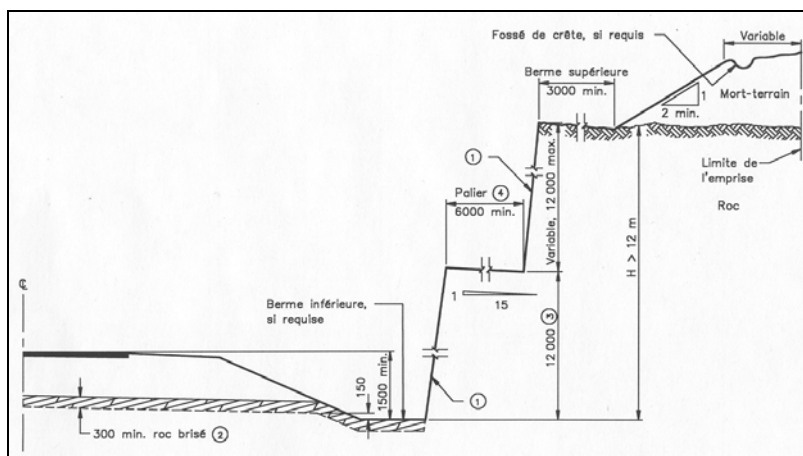 Variable
Fossé de crête, si requis
Berme supérieure
3000 min.
1
2 min.
Mort-terrain
①
Limite de
l'emprise
Roc
Palier ④
6000 min.
Variable, 12 000 max.
H > 12 m
1
15
Berme inférieure,
si requise
12 000 ③
℄
150
1500 min.
①
300 min. roc brisé ②